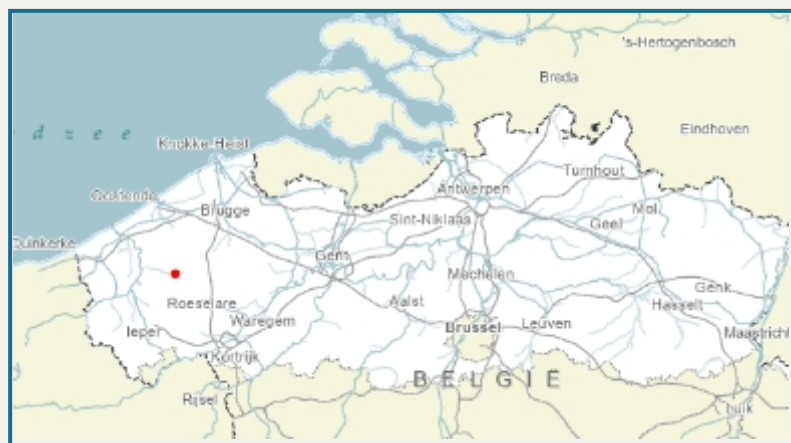 's-Hertogenbosch
Breda
d z e e
Eindhoven
Knokke-Heist
Turnhout
Antwerpen
Oostende
Mol
Brugge
Sint-Niklaas
Geel
Duinkerke
Gent
Mechelen
Genk
Roeselare
Aalst
Hasselt
Waregem
Brussel
Leuven
Ieper
Maastricht
Kortrijk
BELGIË
Rijsel
Luik